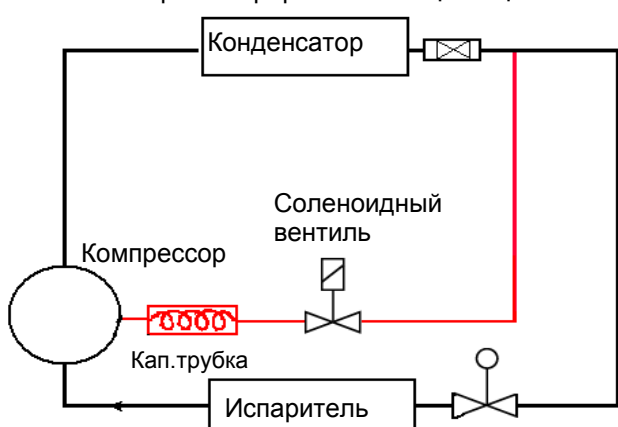 Конденсатор
Соленоидный
вентиль
Компрессор
Кап.трубка
Испаритель